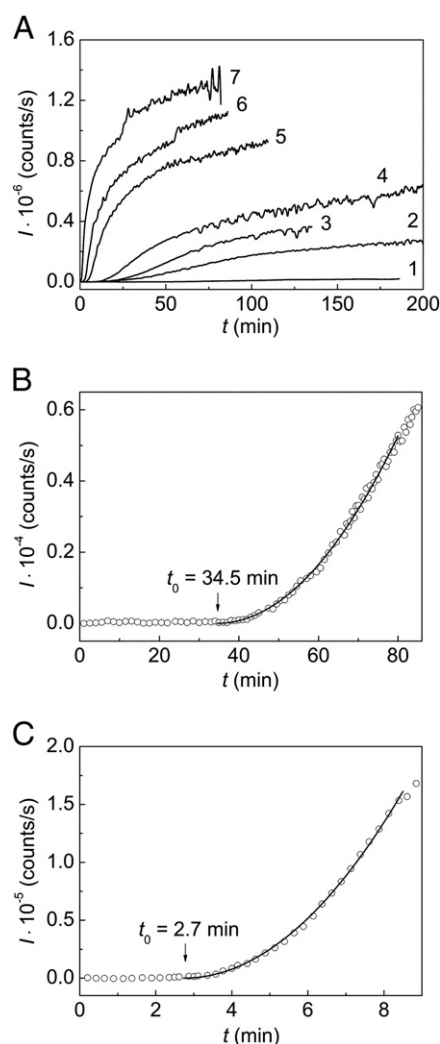 A
1.6
1.2
0.8
0.4
0.0
I · 10⁻⁶ (counts/s)
7
6
5
4
3
2
1
0 50 100 150 200
t (min)
B
0.6
0.4
0.2
0.0
I · 10⁻⁴ (counts/s)
t₀ = 34.5 min
0 20 40 60 80
t (min)
C
2.0
1.5
1.0
0.5
0.0
I · 10⁻⁵ (counts/s)
t₀ = 2.7 min
0 2 4 6 8
t (min)